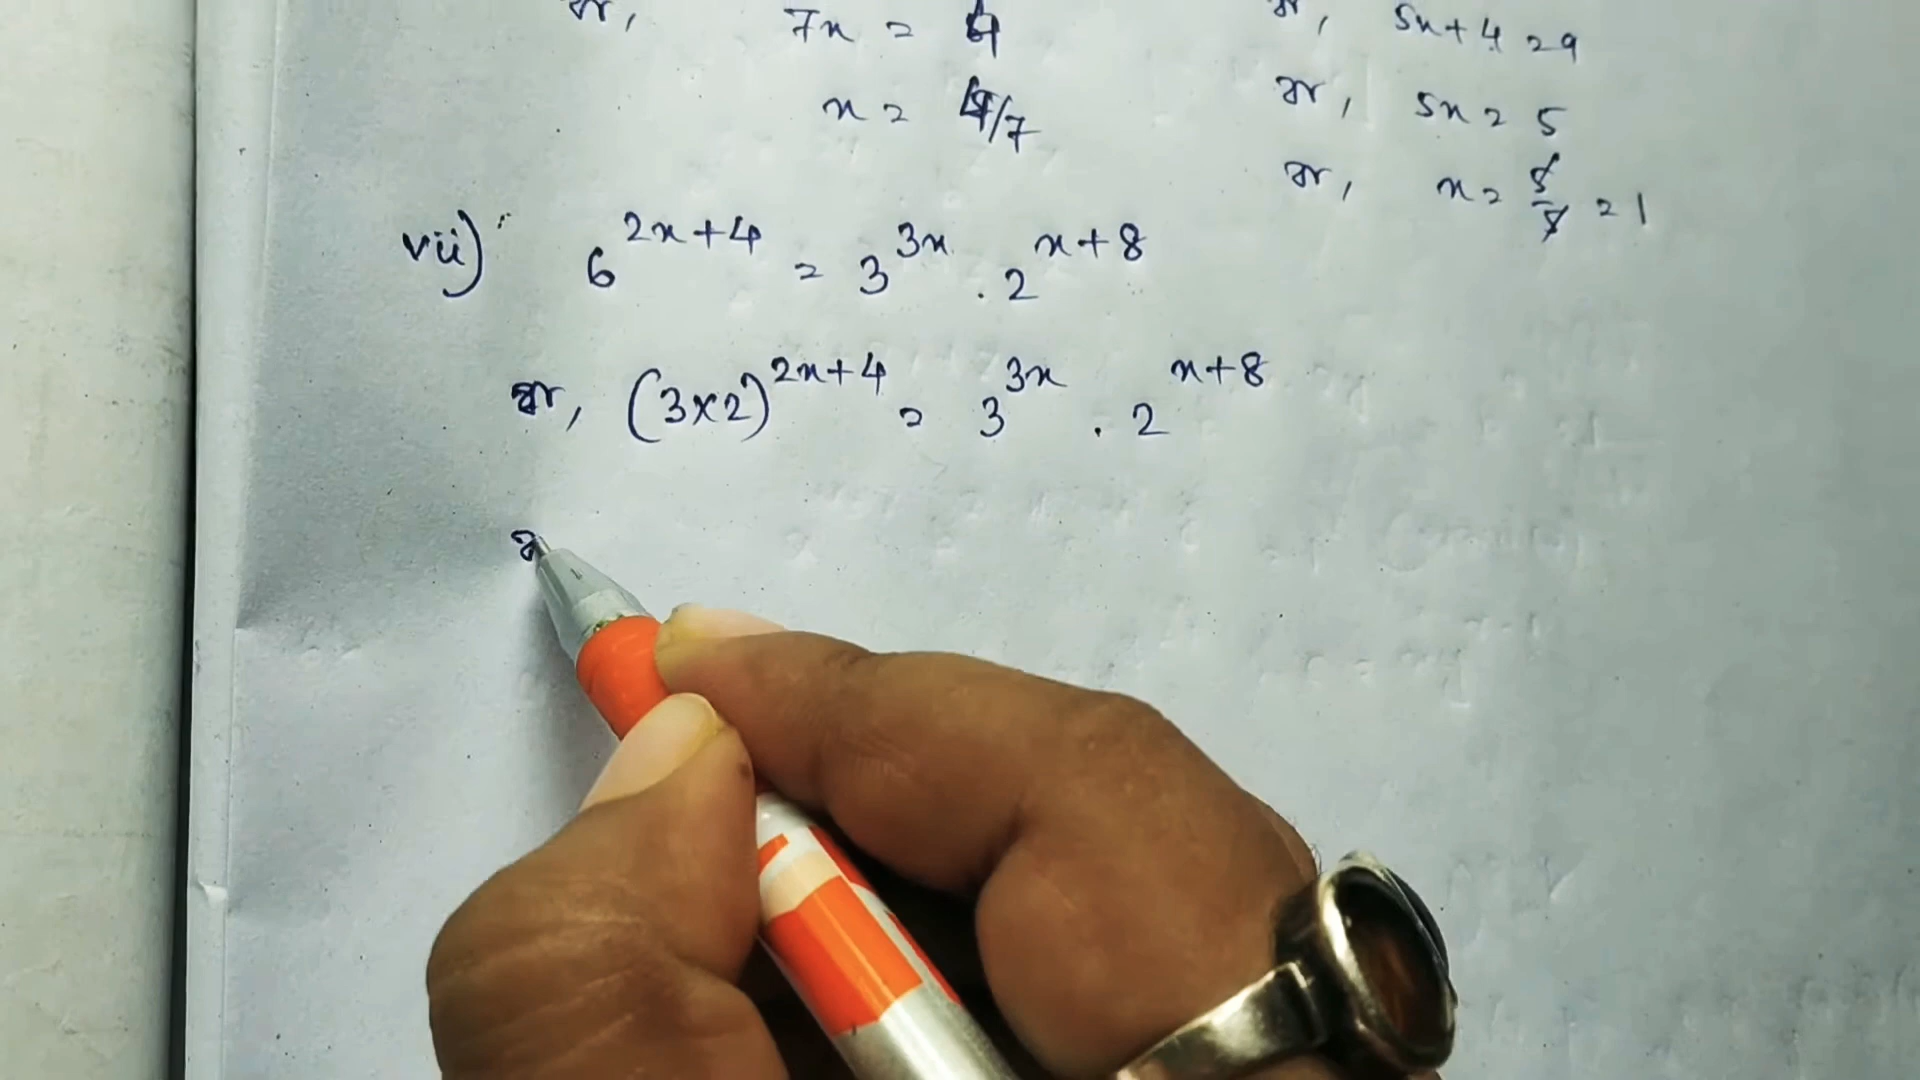 বা, 7x = 4
x = 4/7
বা, 5x + 4 = 9
বা, 5x = 5
বা, x = 5/5 = 1
vii) 6^{2x+4} = 3^{3x} . 2^{x+8}
বা, (3×2)^{2x+4} = 3^{3x} . 2^{x+8}